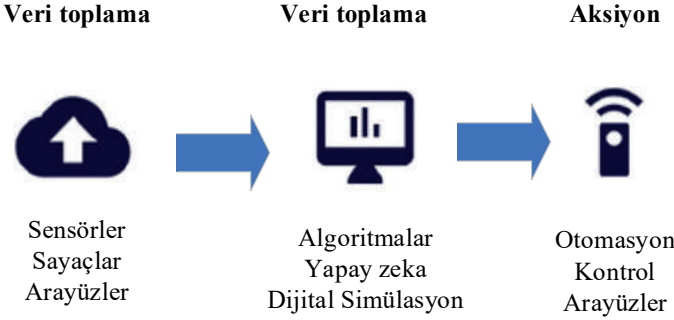 Veri toplama
Sensörler
Sayaçlar
Arayüzler
Veri toplama
Algoritmalar
Yapay zeka
Dijital Simülasyon
Aksiyon
Otomasyon
Kontrol
Arayüzler